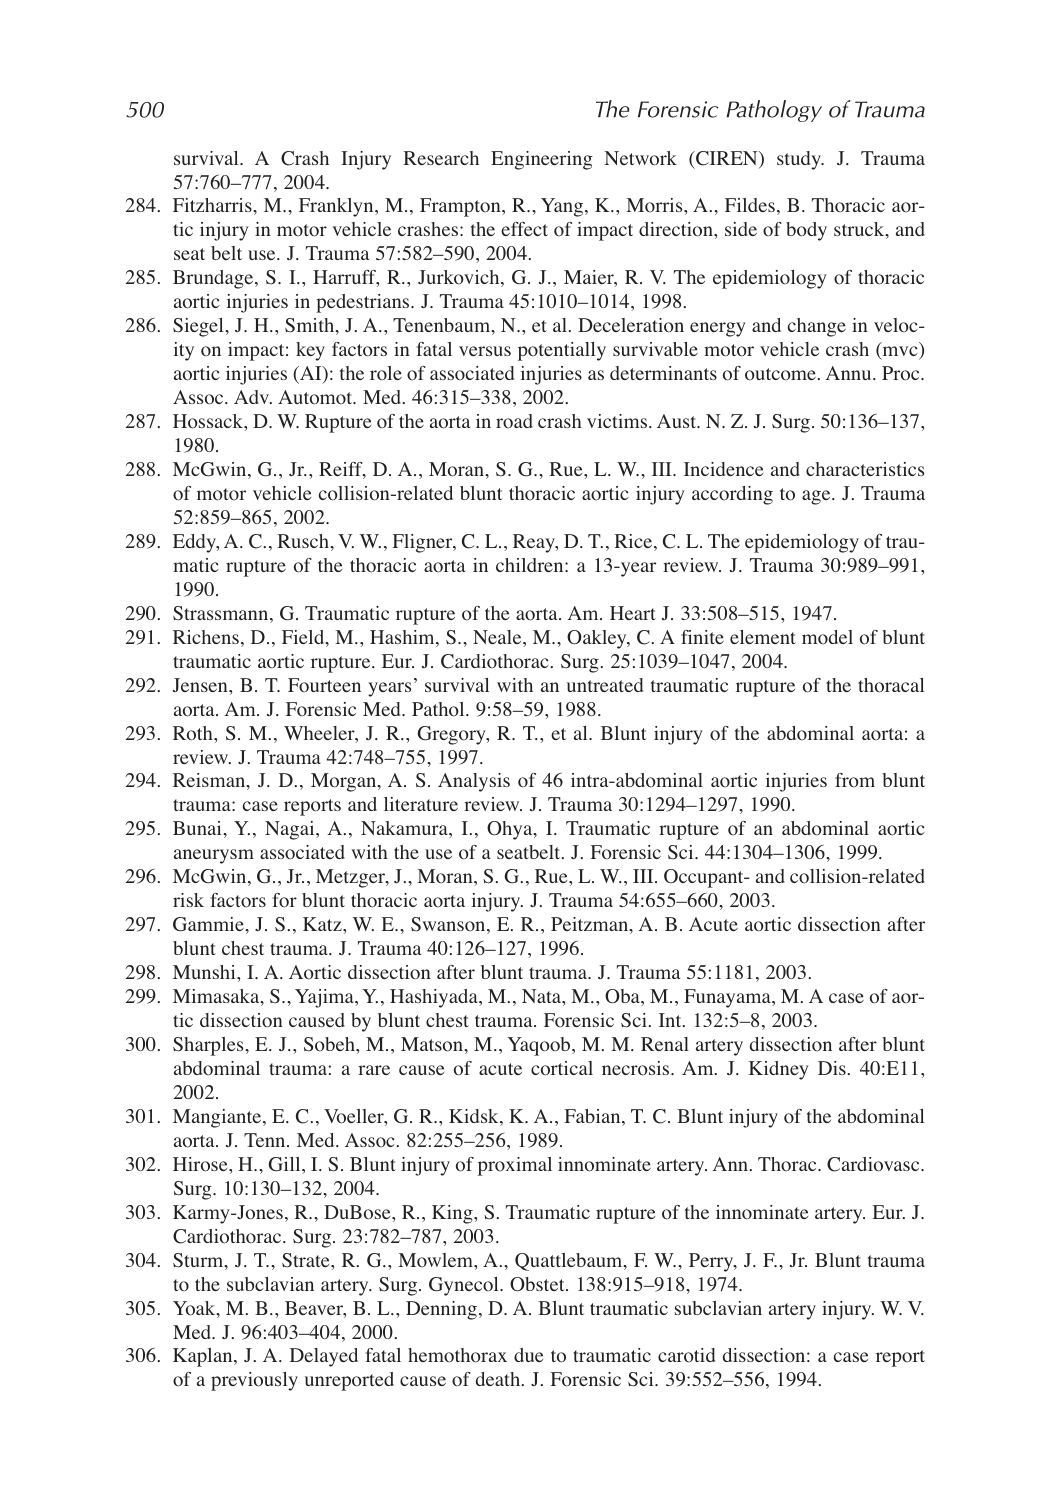 500 The Forensic Pathology of Trauma
survival. A Crash Injury Research Engineering Network (CIREN) study. J. Trauma
57:760–777, 2004.
284. Fitzharris, M., Franklyn, M., Frampton, R., Yang, K., Morris, A., Fildes, B. Thoracic aor-
tic injury in motor vehicle crashes: the effect of impact direction, side of body struck, and
seat belt use. J. Trauma 57:582–590, 2004.
285. Brundage, S. I., Harruff, R., Jurkovich, G. J., Maier, R. V. The epidemiology of thoracic
aortic injuries in pedestrians. J. Trauma 45:1010–1014, 1998.
286. Siegel, J. H., Smith, J. A., Tenenbaum, N., et al. Deceleration energy and change in veloc-
ity on impact: key factors in fatal versus potentially survivable motor vehicle crash (mvc)
aortic injuries (AI): the role of associated injuries as determinants of outcome. Annu. Proc.
Assoc. Adv. Automot. Med. 46:315–338, 2002.
287. Hossack, D. W. Rupture of the aorta in road crash victims. Aust. N. Z. J. Surg. 50:136–137,
1980.
288. McGwin, G., Jr., Reiff, D. A., Moran, S. G., Rue, L. W., III. Incidence and characteristics
of motor vehicle collision-related blunt thoracic aortic injury according to age. J. Trauma
52:859–865, 2002.
289. Eddy, A. C., Rusch, V. W., Fligner, C. L., Reay, D. T., Rice, C. L. The epidemiology of trau-
matic rupture of the thoracic aorta in children: a 13-year review. J. Trauma 30:989–991,
1990.
290. Strassmann, G. Traumatic rupture of the aorta. Am. Heart J. 33:508–515, 1947.
291. Richens, D., Field, M., Hashim, S., Neale, M., Oakley, C. A finite element model of blunt
traumatic aortic rupture. Eur. J. Cardiothorac. Surg. 25:1039–1047, 2004.
292. Jensen, B. T. Fourteen years’ survival with an untreated traumatic rupture of the thoracal
aorta. Am. J. Forensic Med. Pathol. 9:58–59, 1988.
293. Roth, S. M., Wheeler, J. R., Gregory, R. T., et al. Blunt injury of the abdominal aorta: a
review. J. Trauma 42:748–755, 1997.
294. Reisman, J. D., Morgan, A. S. Analysis of 46 intra-abdominal aortic injuries from blunt
trauma: case reports and literature review. J. Trauma 30:1294–1297, 1990.
295. Bunai, Y., Nagai, A., Nakamura, I., Ohya, I. Traumatic rupture of an abdominal aortic
aneurysm associated with the use of a seatbelt. J. Forensic Sci. 44:1304–1306, 1999.
296. McGwin, G., Jr., Metzger, J., Moran, S. G., Rue, L. W., III. Occupant- and collision-related
risk factors for blunt thoracic aorta injury. J. Trauma 54:655–660, 2003.
297. Gammie, J. S., Katz, W. E., Swanson, E. R., Peitzman, A. B. Acute aortic dissection after
blunt chest trauma. J. Trauma 40:126–127, 1996.
298. Munshi, I. A. Aortic dissection after blunt trauma. J. Trauma 55:1181, 2003.
299. Mimasaka, S., Yajima, Y., Hashiyada, M., Nata, M., Oba, M., Funayama, M. A case of aor-
tic dissection caused by blunt chest trauma. Forensic Sci. Int. 132:5–8, 2003.
300. Sharples, E. J., Sobeh, M., Matson, M., Yaqoob, M. M. Renal artery dissection after blunt
abdominal trauma: a rare cause of acute cortical necrosis. Am. J. Kidney Dis. 40:E11,
2002.
301. Mangiante, E. C., Voeller, G. R., Kidsk, K. A., Fabian, T. C. Blunt injury of the abdominal
aorta. J. Tenn. Med. Assoc. 82:255–256, 1989.
302. Hirose, H., Gill, I. S. Blunt injury of proximal innominate artery. Ann. Thorac. Cardiovasc.
Surg. 10:130–132, 2004.
303. Karmy-Jones, R., DuBose, R., King, S. Traumatic rupture of the innominate artery. Eur. J.
Cardiothorac. Surg. 23:782–787, 2003.
304. Sturm, J. T., Strate, R. G., Mowlem, A., Quattlebaum, F. W., Perry, J. F., Jr. Blunt trauma
to the subclavian artery. Surg. Gynecol. Obstet. 138:915–918, 1974.
305. Yoak, M. B., Beaver, B. L., Denning, D. A. Blunt traumatic subclavian artery injury. W. V.
Med. J. 96:403–404, 2000.
306. Kaplan, J. A. Delayed fatal hemothorax due to traumatic carotid dissection: a case report
of a previously unreported cause of death. J. Forensic Sci. 39:552–556, 1994.